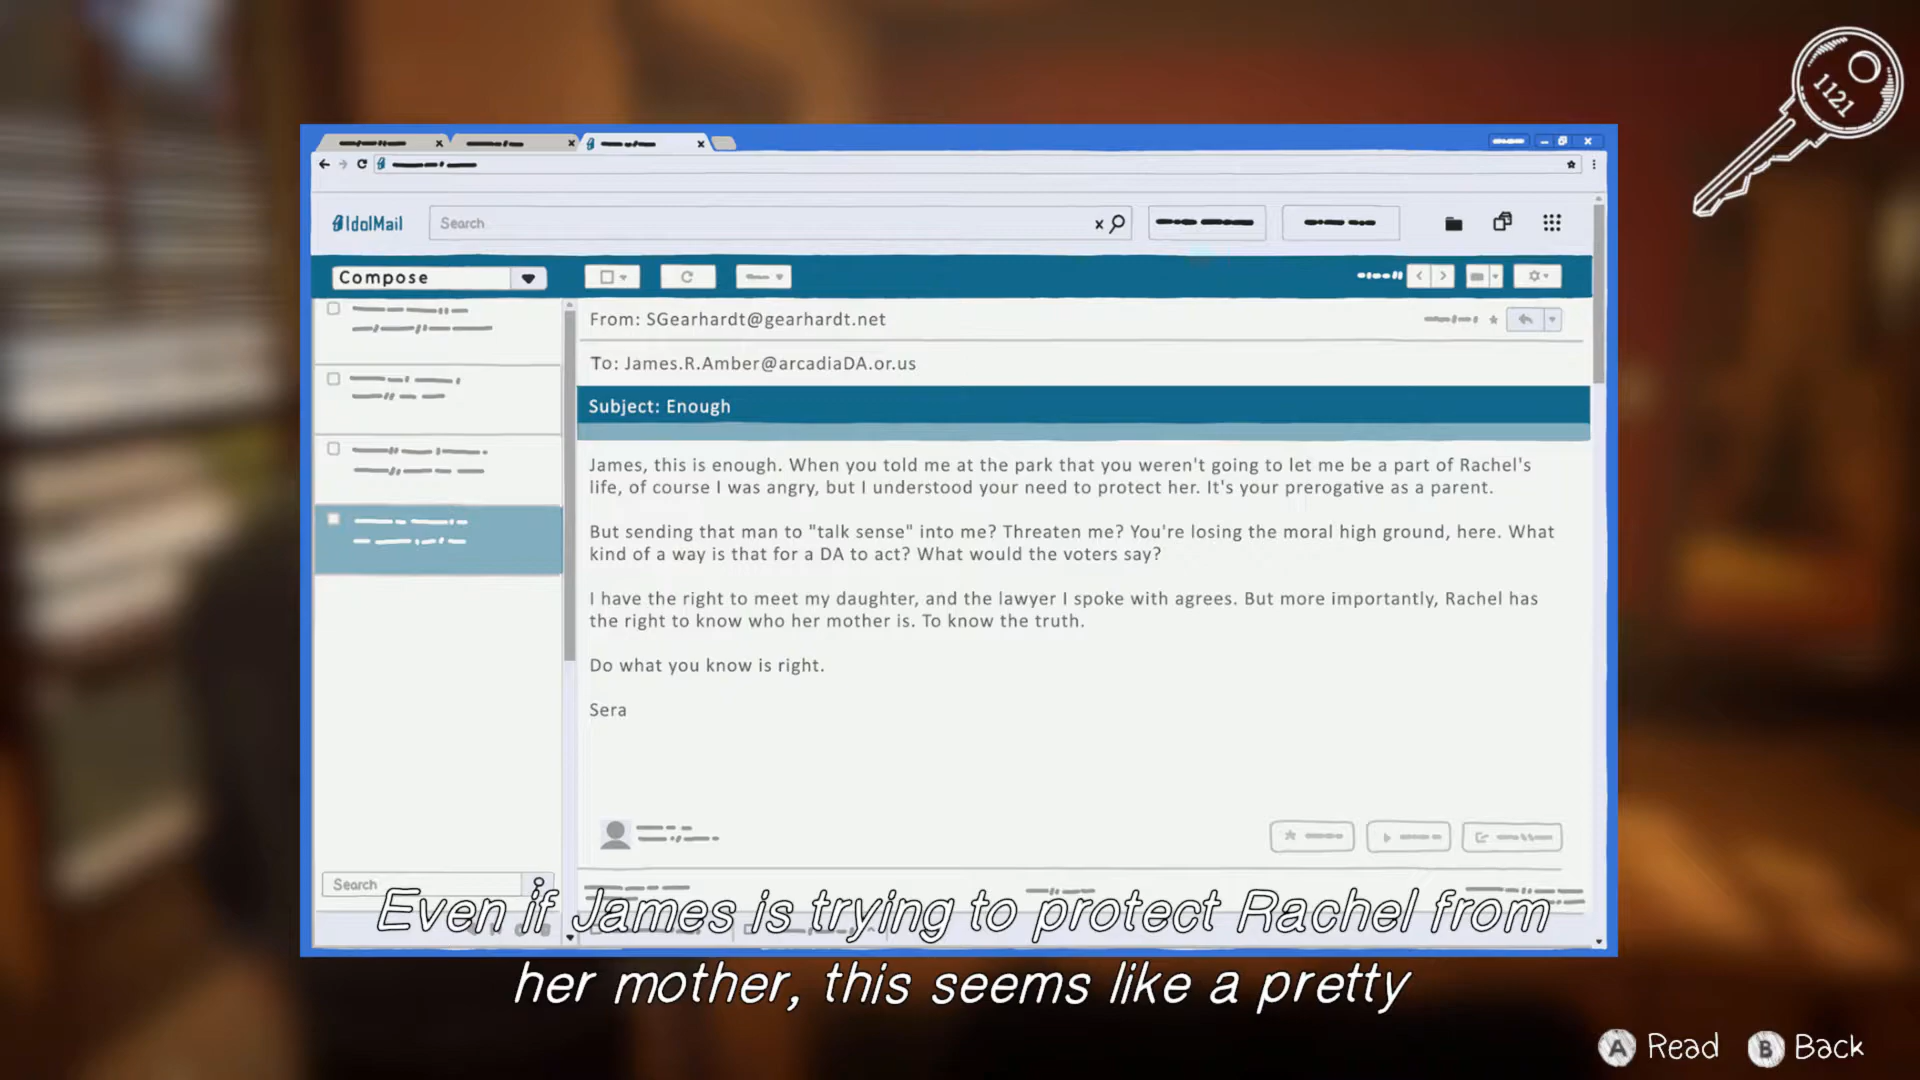 1121
IdolMail
Search
Compose
From: SGearhardt@gearhardt.net
To: James.R.Amber@arcadiaDA.or.us
Subject: Enough
James, this is enough. When you told me at the park that you weren't going to let me be a part of Rachel's
life, of course I was angry, but I understood your need to protect her. It's your prerogative as a parent.
But sending that man to "talk sense" into me? Threaten me? You're losing the moral high ground, here. What
kind of a way is that for a DA to act? What would the voters say?
I have the right to meet my daughter, and the lawyer I spoke with agrees. But more importantly, Rachel has
the right to know who her mother is. To know the truth.
Do what you know is right.
Sera
Search
Even if James is trying to protect Rachel from
her mother, this seems like a pretty
A Read B Back